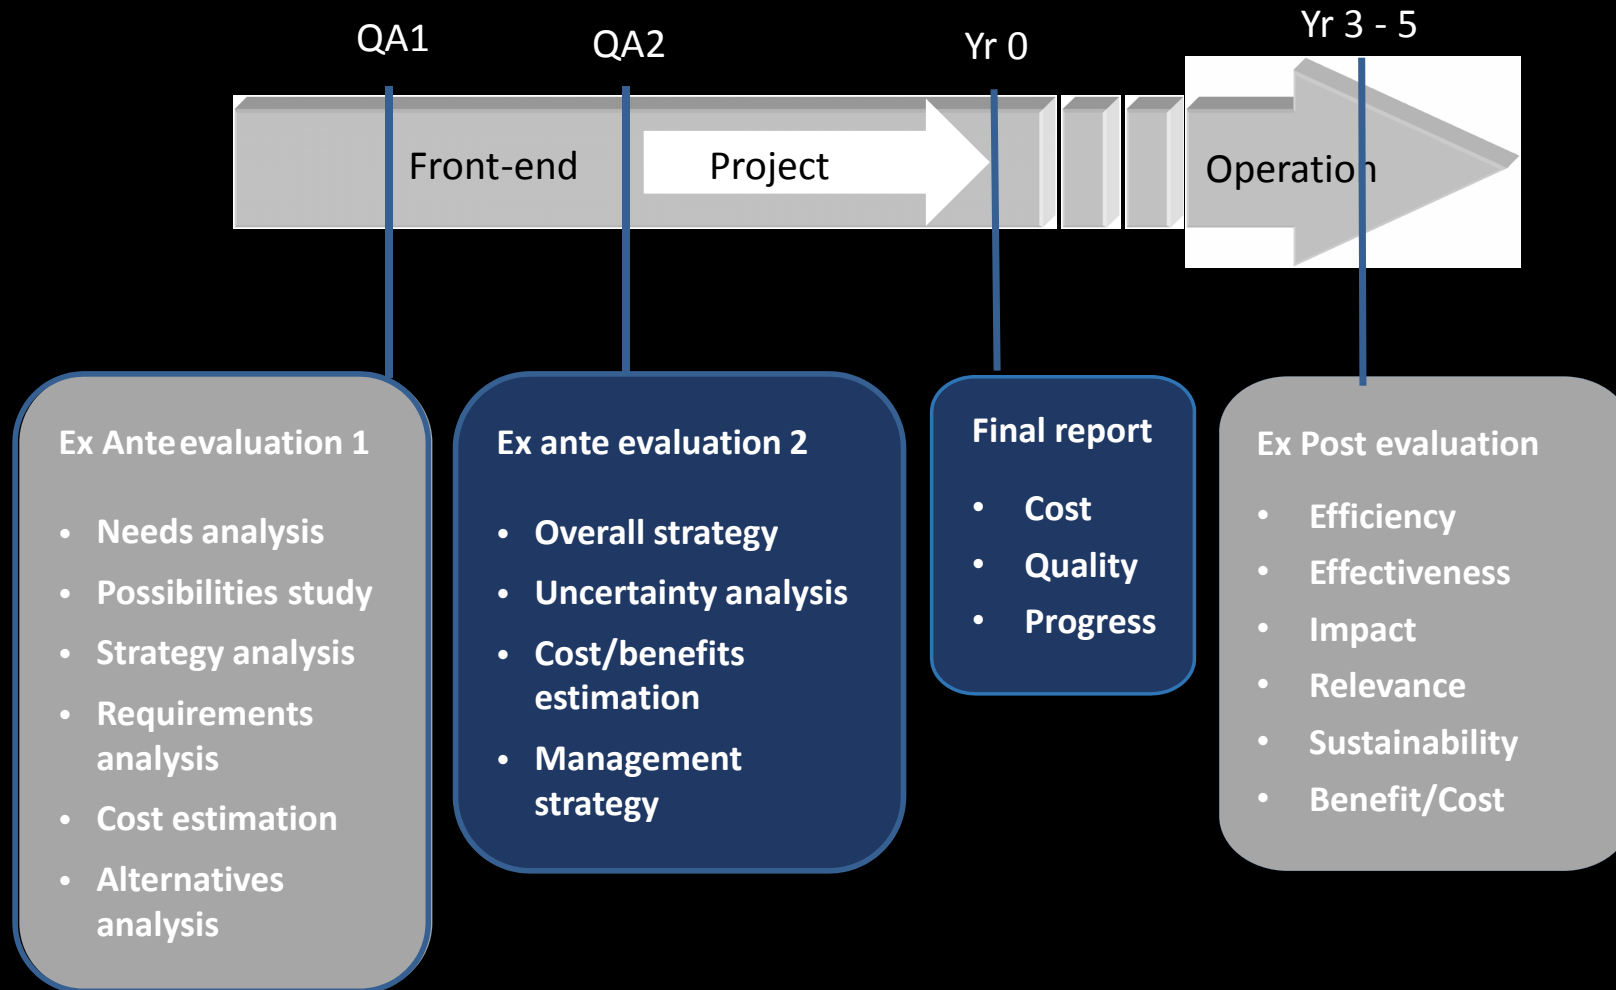 QA1
QA2
Yr 0
Yr 3 - 5
Front-end
Project
Operation
Ex Ante evaluation 1
• Needs analysis
• Possibilities study
• Strategy analysis
• Requirements
analysis
• Cost estimation
• Alternatives
analysis
Ex ante evaluation 2
• Overall strategy
• Uncertainty analysis
• Cost/benefits
estimation
• Management
strategy
Final report
• Cost
• Quality
• Progress
Ex Post evaluation
• Efficiency
• Effectiveness
• Impact
• Relevance
• Sustainability
• Benefit/Cost